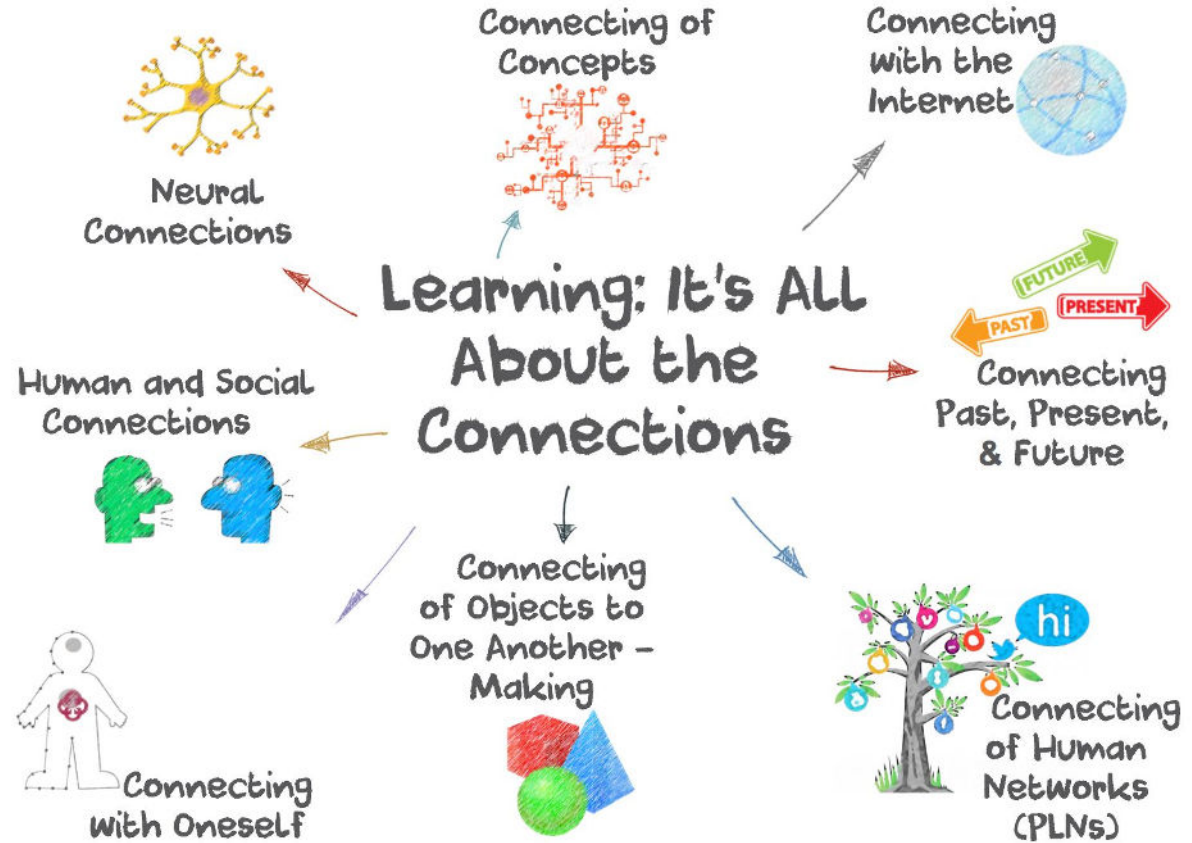 Learning: It's All
About the
Connections
Neural
Connections
Connecting of
Concepts
Connecting
with the
Internet
FUTURE
PRESENT
PAST
Connecting
Past, Present,
& Future
Human and Social
Connections
Connecting
of Objects to
One Another –
Making
hi
Connecting
of Human
Networks
(PLNs)
Connecting
with Oneself